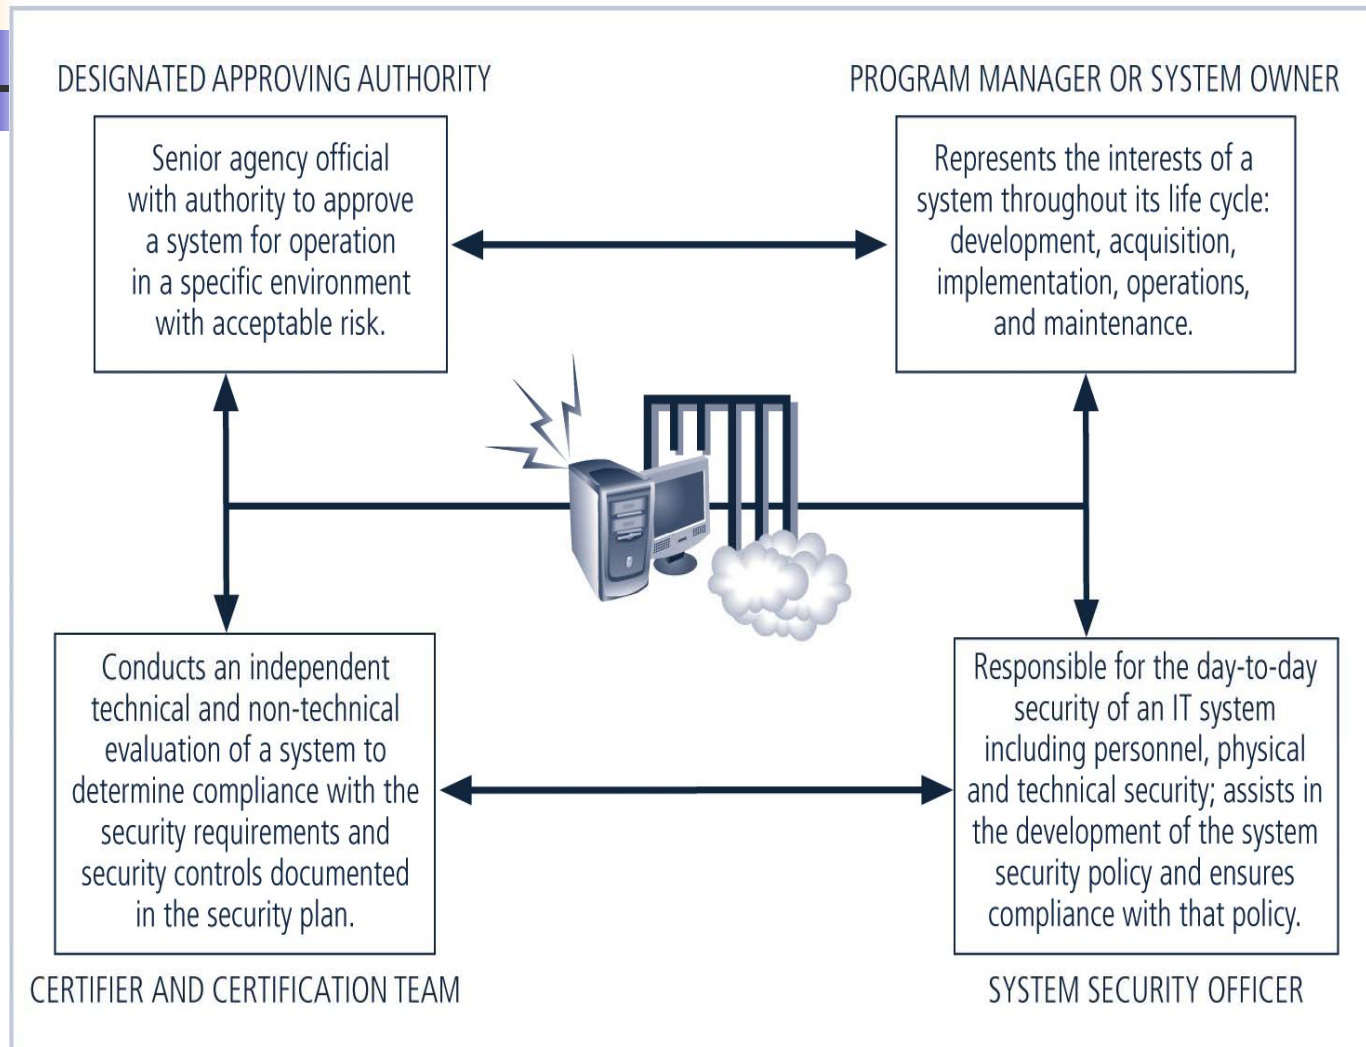 DESIGNATED APPROVING AUTHORITY
Senior agency official
with authority to approve
a system for operation
in a specific environment
with acceptable risk.
PROGRAM MANAGER OR SYSTEM OWNER
Represents the interests of a
system throughout its life cycle:
development, acquisition,
implementation, operations,
and maintenance.
Conducts an independent
technical and non-technical
evaluation of a system to
determine compliance with the
security requirements and
security controls documented
in the security plan.
CERTIFIER AND CERTIFICATION TEAM
Responsible for the day-to-day
security of an IT system
including personnel, physical
and technical security; assists in
the development of the system
security policy and ensures
compliance with that policy.
SYSTEM SECURITY OFFICER